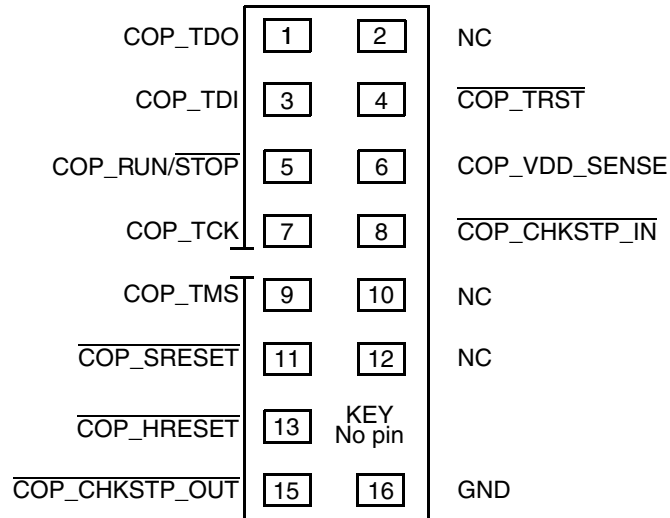 COP_TDO 1 2 NC
COP_TDI 3 4 COP_TRST
COP_RUN/STOP 5 6 COP_VDD_SENSE
COP_TCK 7 8 COP_CHKSTP_IN
COP_TMS 9 10 NC
COP_SRESET 11 12 NC
COP_HRESET 13 KEY
No pin
COP_CHKSTP_OUT 15 16 GND